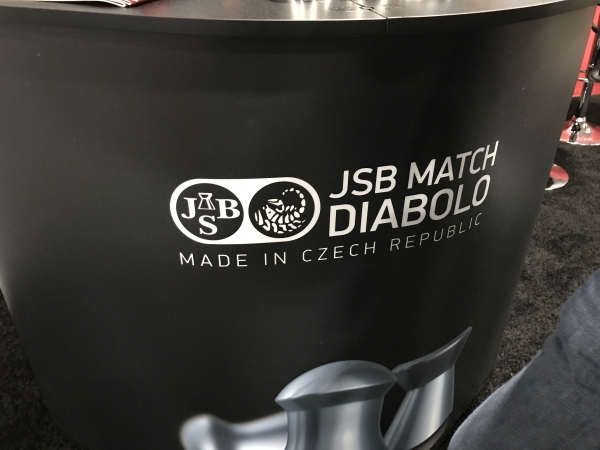 JSB
JSB MATCH
DIABOLO
MADE IN CZECH REPUBLIC